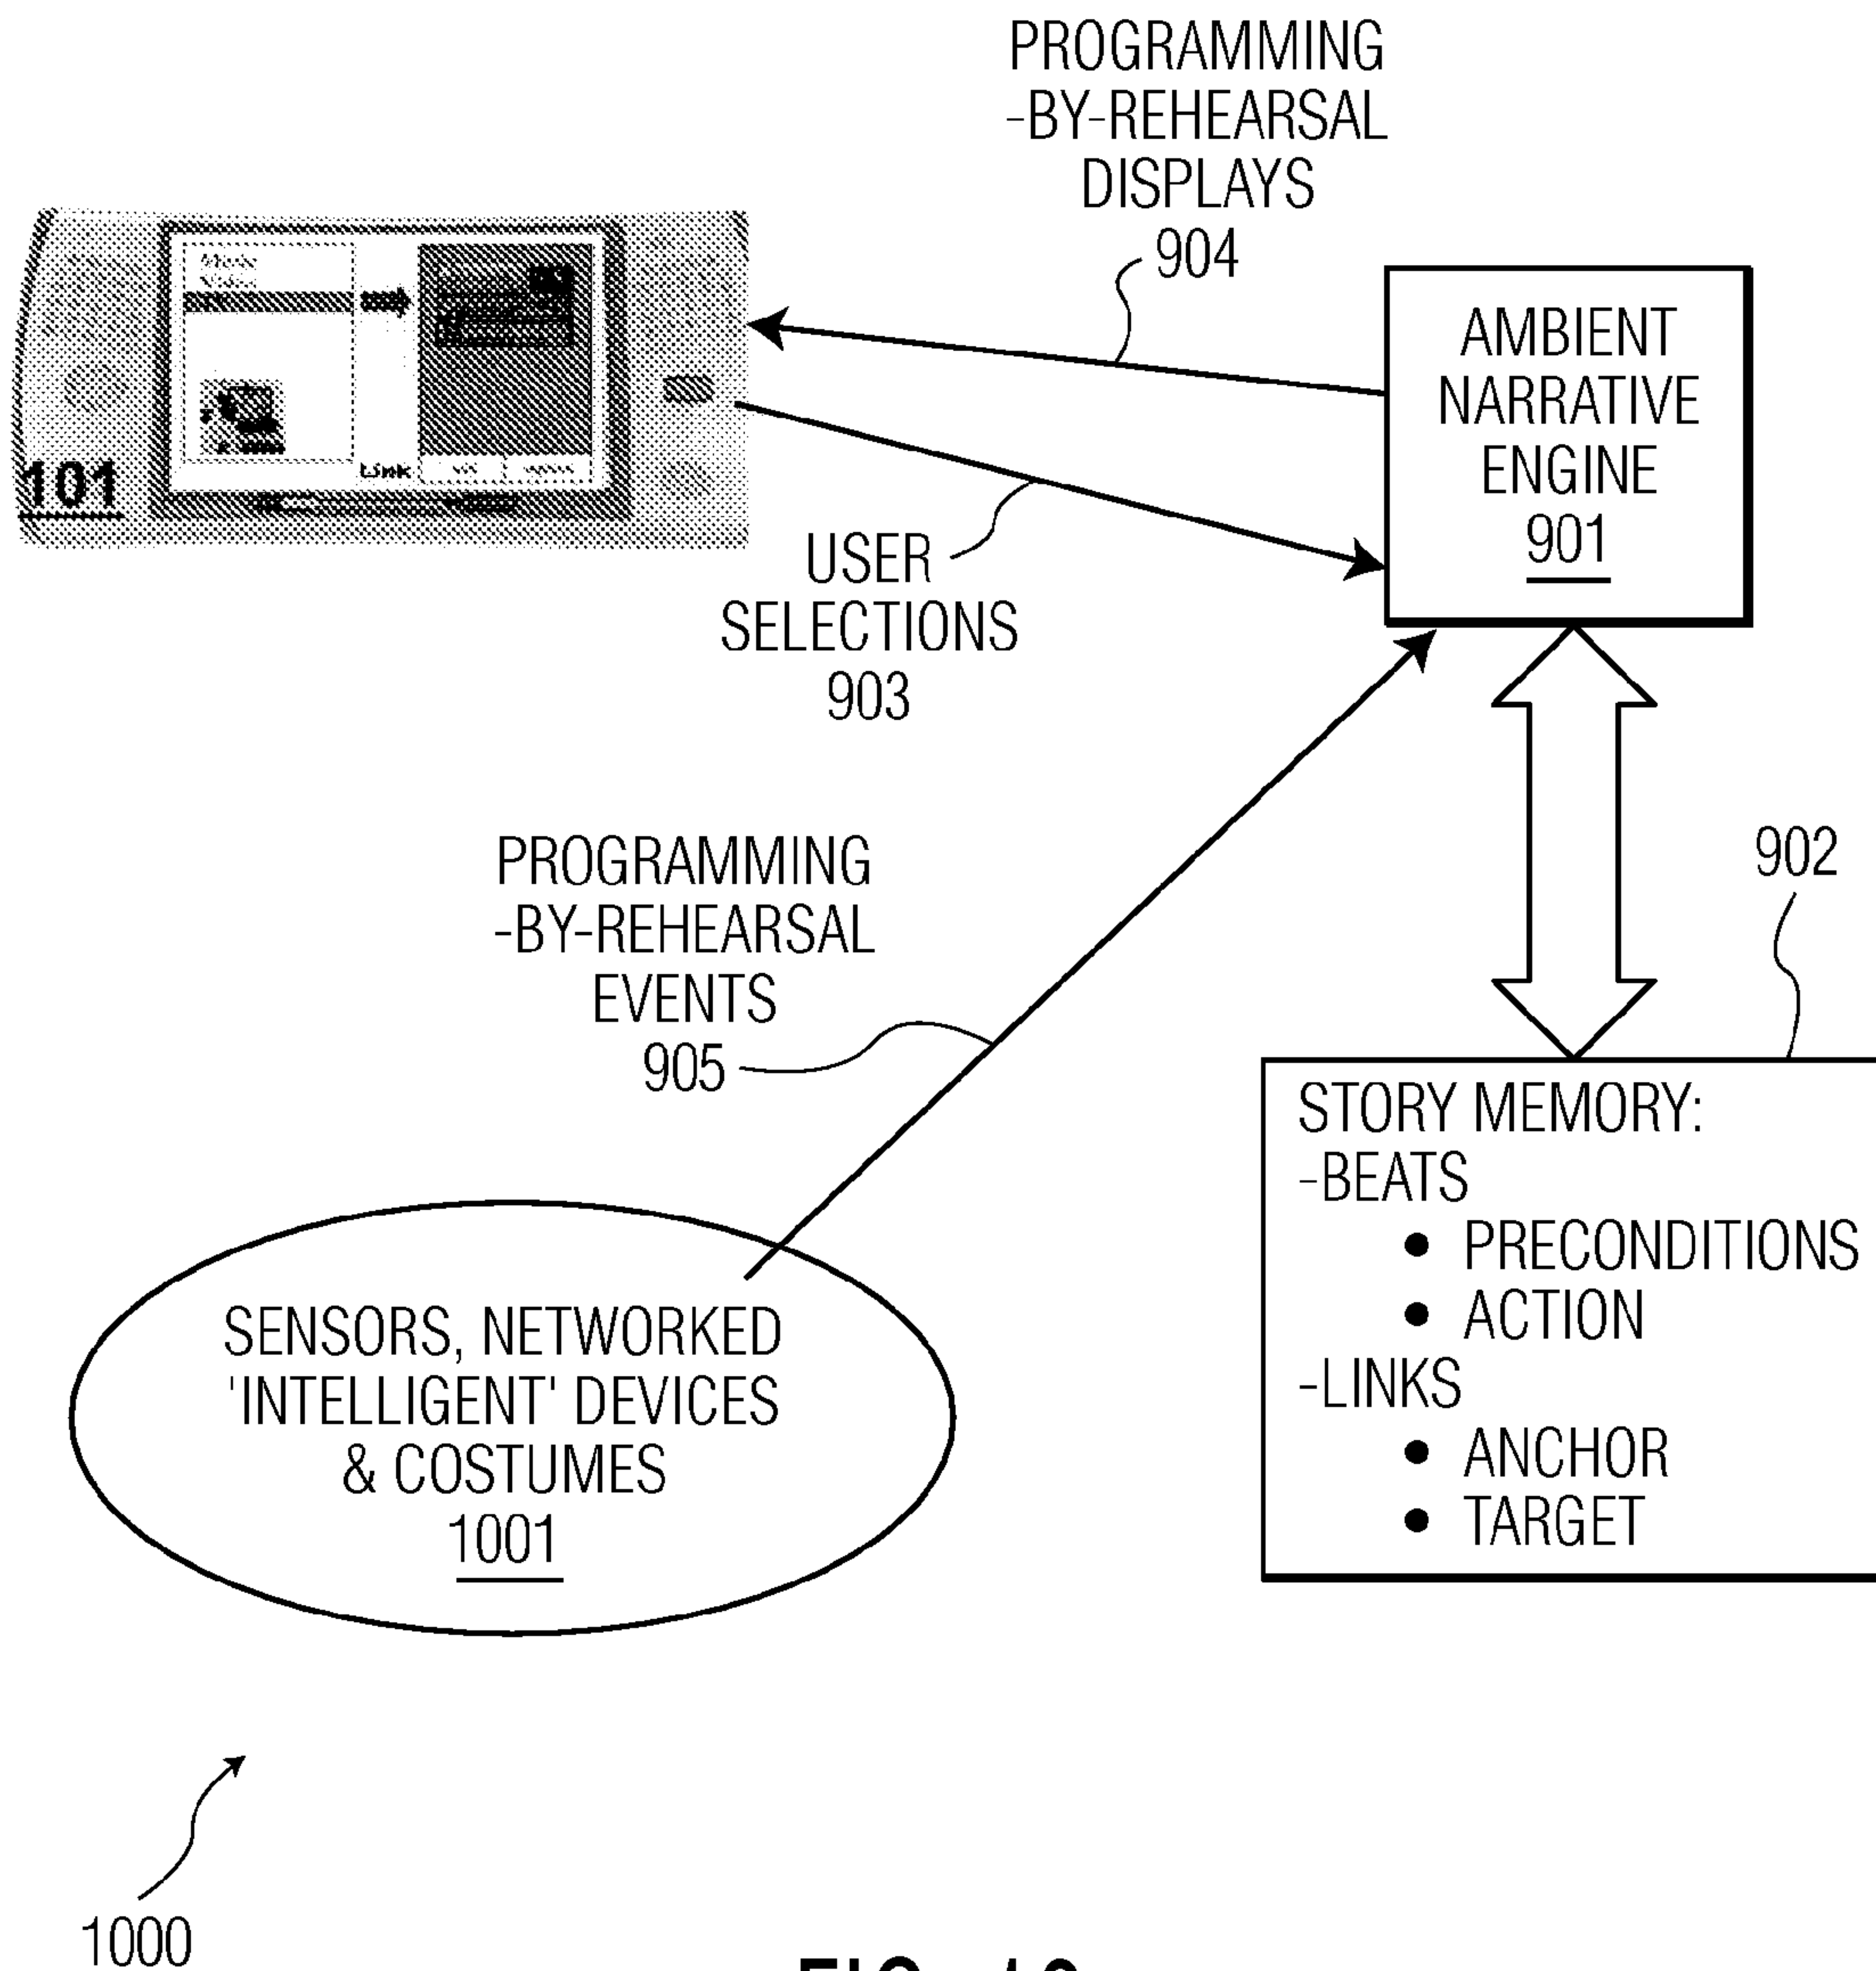 PROGRAMMING
-BY-REHEARSAL
DISPLAYS
904
101
Link
AMBIENT
NARRATIVE
ENGINE
901
USER
SELECTIONS
903
PROGRAMMING
-BY-REHEARSAL
EVENTS
905
902
STORY MEMORY:
-BEATS
• PRECONDITIONS
• ACTION
-LINKS
• ANCHOR
• TARGET
SENSORS, NETWORKED
'INTELLIGENT' DEVICES
& COSTUMES
1001
1000